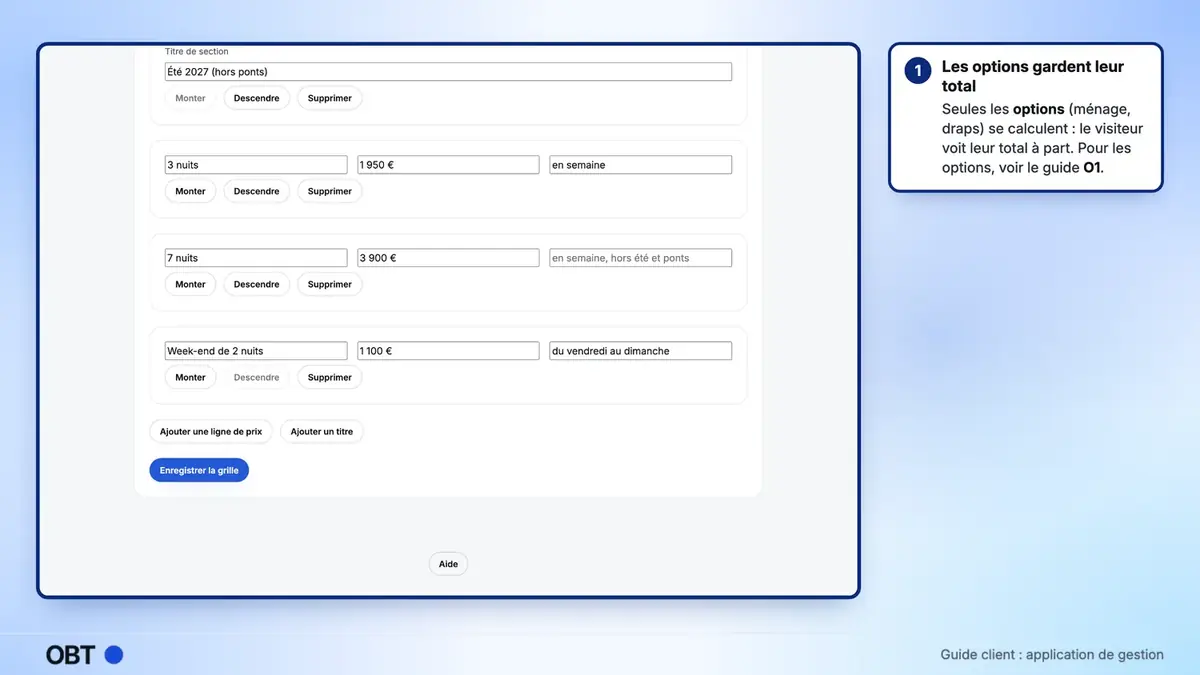 Titre de section
Été 2027 (hors ponts)
Monter Descendre Supprimer
3 nuits 1 950 € en semaine
Monter Descendre Supprimer
7 nuits 3 900 € en semaine, hors été et ponts
Monter Descendre Supprimer
Week-end de 2 nuits 1 100 € du vendredi au dimanche
Monter Descendre Supprimer
Ajouter une ligne de prix Ajouter un titre
Enregistrer la grille
Aide
1 Les options gardent leur
total
Seules les options (ménage,
draps) se calculent : le visiteur
voit leur total à part. Pour les
options, voir le guide O1.
OBT
Guide client : application de gestion